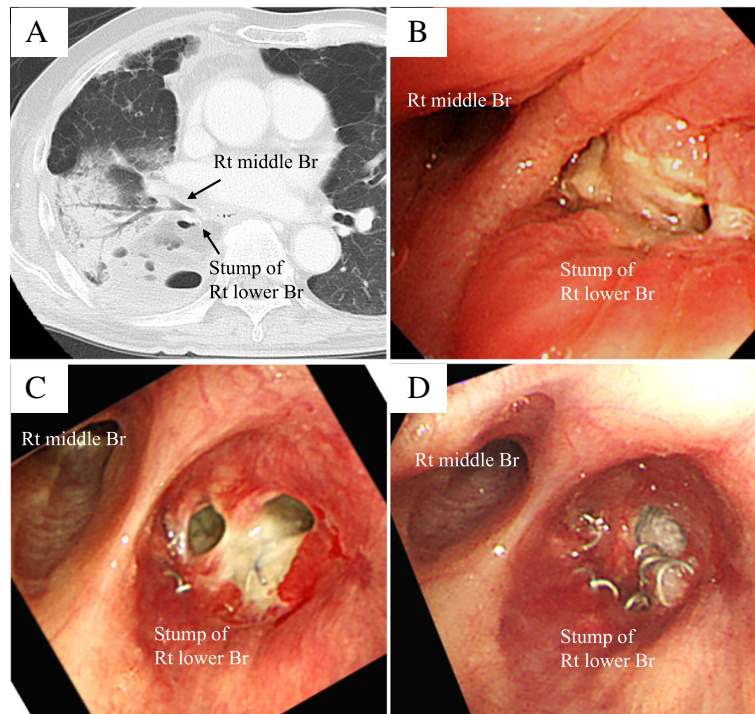 A
Rt middle Br
Stump of
Rt lower Br
B
Rt middle Br
Stump of
Rt lower Br
C
Rt middle Br
Stump of
Rt lower Br
D
Rt middle Br
Stump of
Rt lower Br